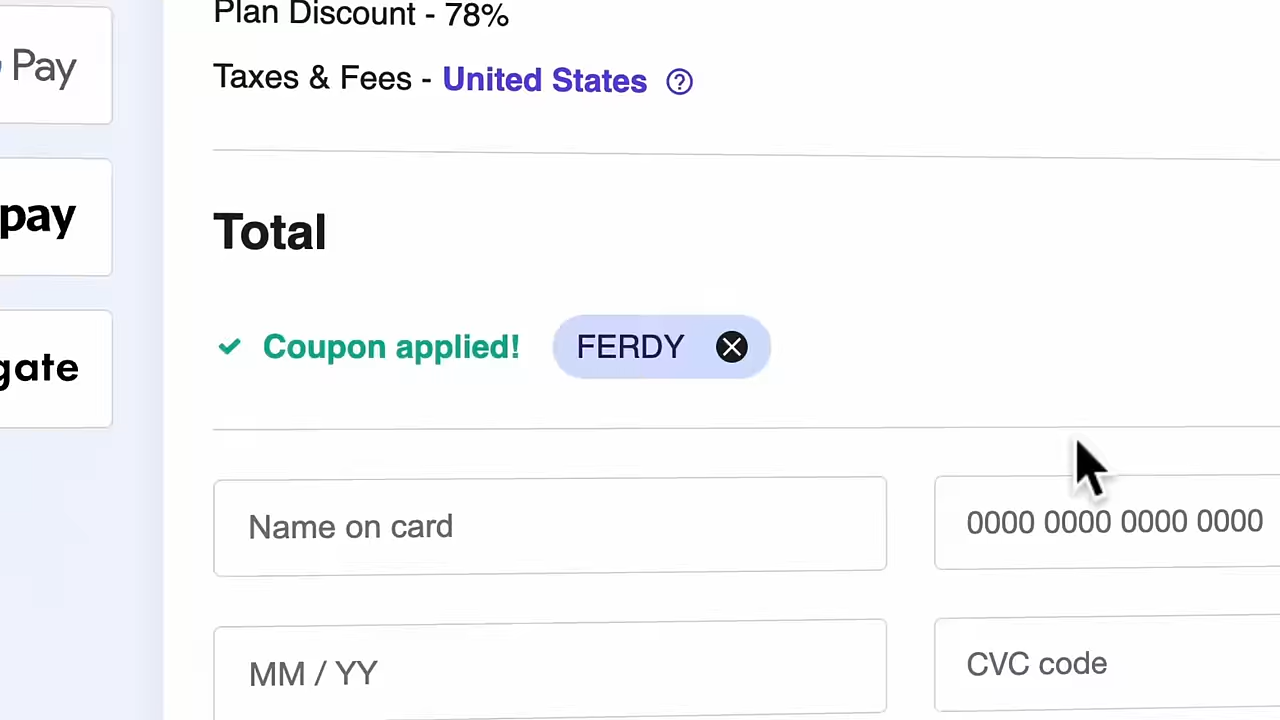 Plan Discount - 78%
Pay
Taxes & Fees - United States ?
pay
Total
Coupon applied! FERDY
gate
Name on card
0000 0000 0000 0000
MM / YY
CVC code